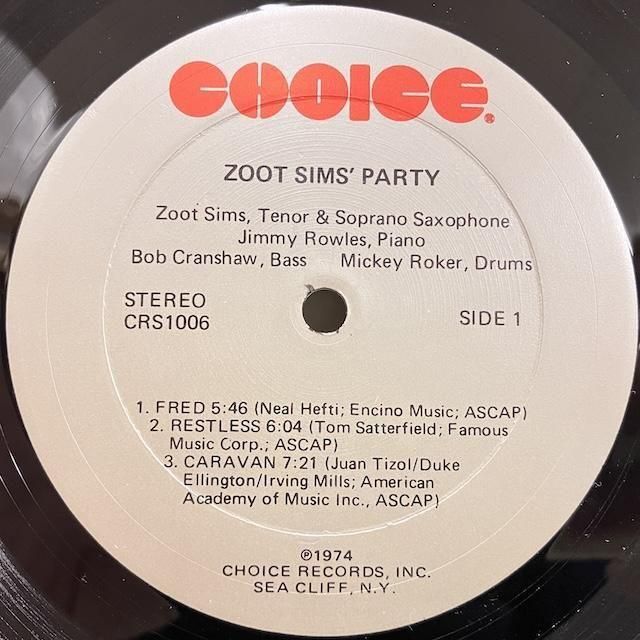 CHOICE®
ZOOT SIMS' PARTY
Zoot Sims, Tenor & Soprano Saxophone
Jimmy Rowles, Piano
Bob Cranshaw, Bass Mickey Roker, Drums
STEREO
CRS1006
SIDE 1
1. FRED 5:46 (Neal Hefti; Encino Music; ASCAP)
2. RESTLESS 6:04 (Tom Satterfield; Famous
Music Corp.; ASCAP)
3. CARAVAN 7:21 (Juan Tizol/Duke
Ellington/Irving Mills; American
Academy of Music Inc., ASCAP)
℗1974
CHOICE RECORDS, INC.
SEA CLIFF, N.Y.